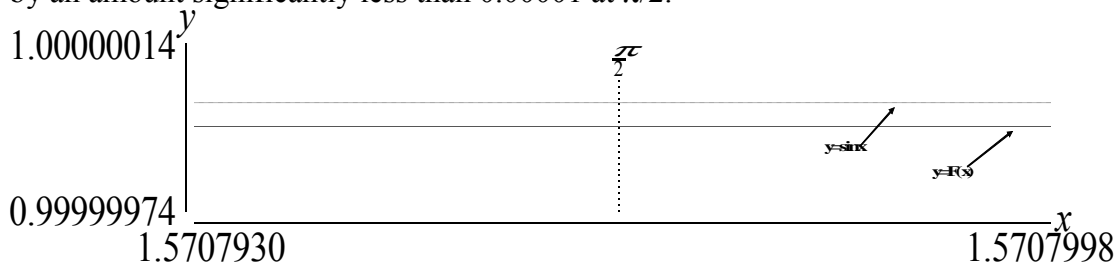 by an amount significantly less than 0.00001 at π/2.
y
1.00000014
π
2
y=sinx
y=F(x)
0.99999974
x
1.5707930
1.5707998